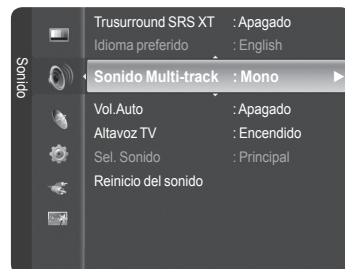 Sonido
Trusurround SRS XT : Apagado
Idioma preferido : English
Sonido Multi-track : Mono
Vol.Auto : Apagado
Altavoz TV : Encendido
Sel. Sonido : Principal
Reinicio del sonido